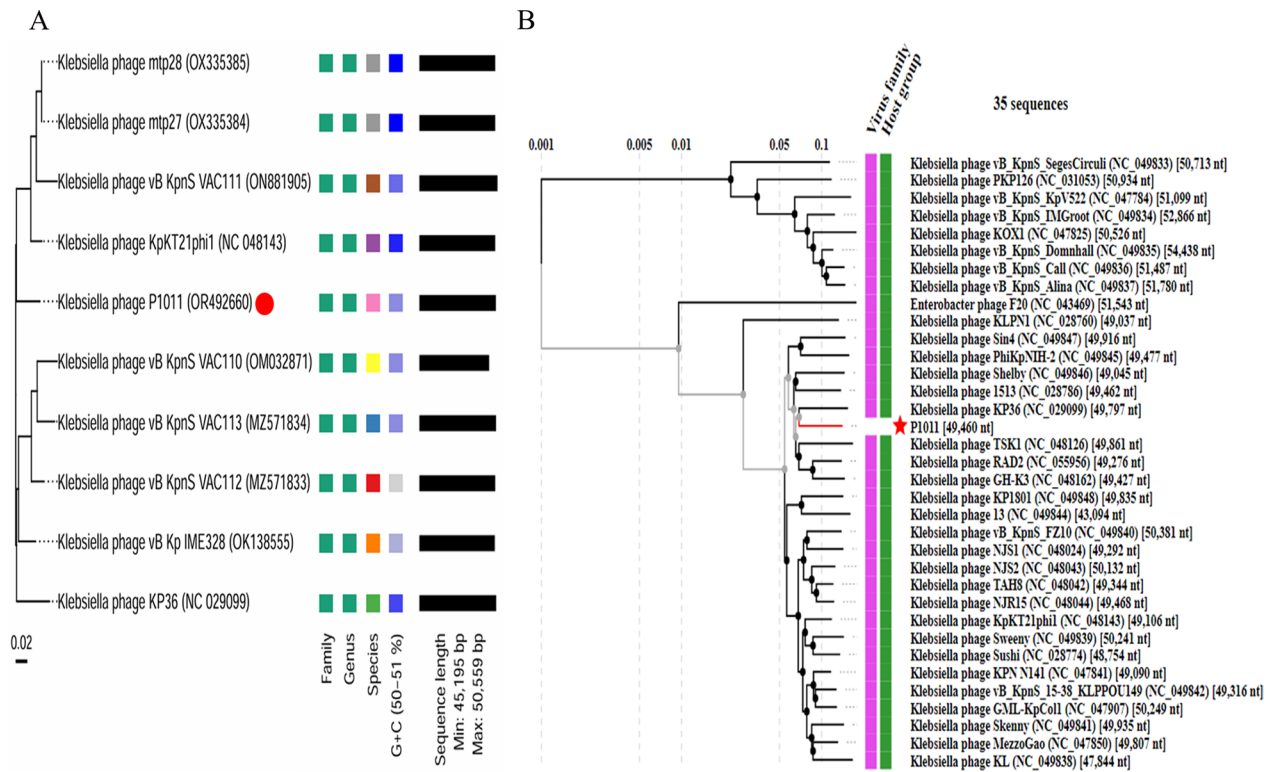 A
Klebsiella phage mtp28 (OX335385)
Klebsiella phage mtp27 (OX335384)
Klebsiella phage vB KpnS VAC111 (ON881905)
Klebsiella phage KpKT21phi1 (NC 048143)
Klebsiella phage P1011 (OR492660)
Klebsiella phage vB KpnS VAC110 (OM032871)
Klebsiella phage vB KpnS VAC113 (MZ571834)
Klebsiella phage vB KpnS VAC112 (MZ571833)
Klebsiella phage vB Kp IME328 (OK138555)
Klebsiella phage KP36 (NC 029099)
0.02
Family
Genus
Species
G+C (50–51 %)
Sequence length
Min: 45,195 bp
Max: 50,559 bp
B
Virus family
Host group
35 sequences
0.001 0.005 0.01 0.05 0.1
Klebsiella phage vB_KpnS_SegesCirculi (NC_049833) [50,713 nt]
Klebsiella phage PKP126 (NC_031053) [50,934 nt]
Klebsiella phage vB_KpnS_KpV522 (NC_047784) [51,099 nt]
Klebsiella phage vB_KpnS_IMGroot (NC_049834) [52,866 nt]
Klebsiella phage KOX1 (NC_047825) [50,526 nt]
Klebsiella phage vB_KpnS_Domnhall (NC_049835) [54,438 nt]
Klebsiella phage vB_KpnS_Call (NC_049836) [51,487 nt]
Klebsiella phage vB_KpnS_Alina (NC_049837) [51,780 nt]
Enterobacter phage F20 (NC_043469) [51,543 nt]
Klebsiella phage KLPN1 (NC_028760) [49,037 nt]
Klebsiella phage Sin4 (NC_049847) [49,916 nt]
Klebsiella phage PhiKpNIH-2 (NC_049845) [49,477 nt]
Klebsiella phage Shelby (NC_049846) [49,045 nt]
Klebsiella phage 1513 (NC_028786) [49,462 nt]
Klebsiella phage KP36 (NC_029099) [49,797 nt]
P1011 [49,460 nt]
Klebsiella phage TSK1 (NC_048126) [49,861 nt]
Klebsiella phage RAD2 (NC_055956) [49,276 nt]
Klebsiella phage GH-K3 (NC_048162) [49,427 nt]
Klebsiella phage KP1801 (NC_049848) [49,835 nt]
Klebsiella phage 13 (NC_049844) [43,094 nt]
Klebsiella phage vB_KpnS_FZ10 (NC_049840) [50,381 nt]
Klebsiella phage NJS1 (NC_048024) [49,292 nt]
Klebsiella phage NJS2 (NC_048043) [50,132 nt]
Klebsiella phage TAH8 (NC_048042) [49,344 nt]
Klebsiella phage NJR15 (NC_048044) [49,468 nt]
Klebsiella phage KpKT21phi1 (NC_048143) [49,106 nt]
Klebsiella phage Sweeny (NC_049839) [50,241 nt]
Klebsiella phage Sushi (NC_028774) [48,754 nt]
Klebsiella phage KPN N141 (NC_047841) [49,090 nt]
Klebsiella phage vB_KpnS_15-38_KLPPOU149 (NC_049842) [49,316 nt]
Klebsiella phage GML-KpCol1 (NC_047907) [50,249 nt]
Klebsiella phage Skenny (NC_049841) [49,935 nt]
Klebsiella phage MezzoGao (NC_047850) [49,807 nt]
Klebsiella phage KL (NC_049838) [47,844 nt]